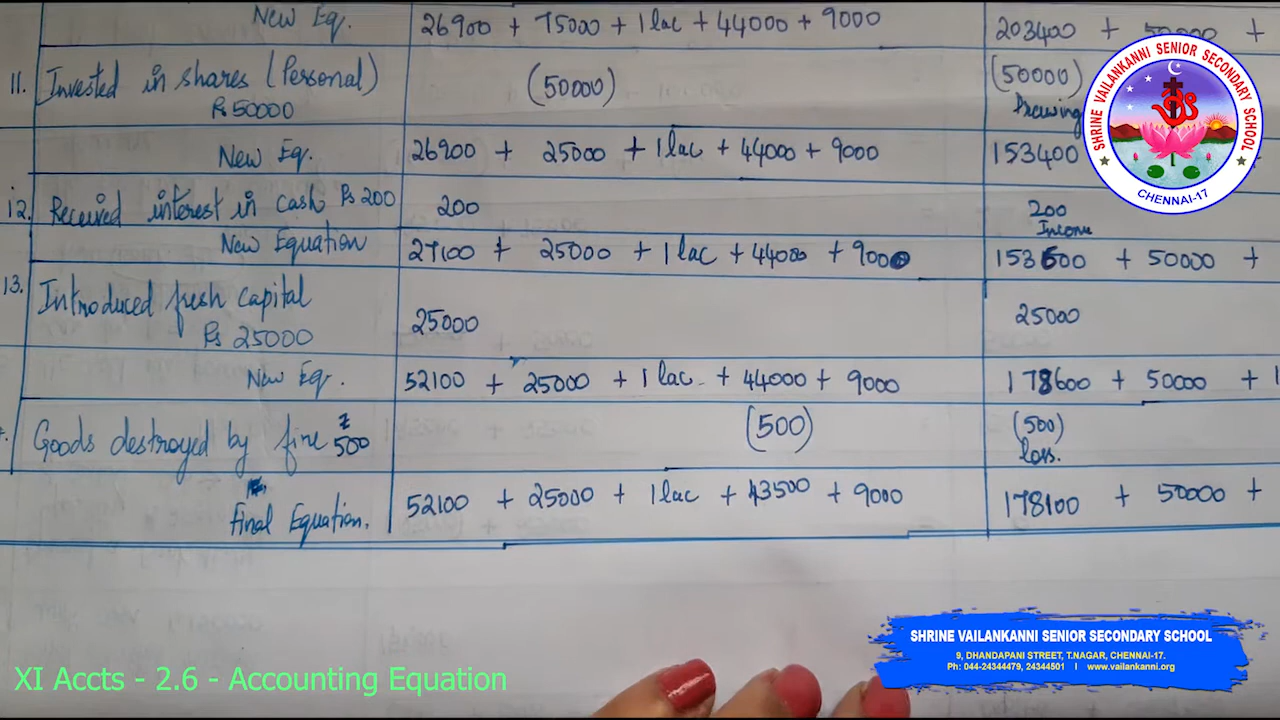 New Eq. 26900 + 75000 + 1 lac + 44000 + 9000 203400 + 50000 +
11. Invested in shares (Personal) (50000) (50000)
Rs 50000 Drawing
New Eq. 26900 + 25000 + 1 lac + 44000 + 9000 153400
12. Received interest in cash Rs 200 200 200
Income
New Equation 27100 + 25000 + 1 lac + 44000 + 9000 153600 + 50000 +
13. Introduced fresh capital
Rs 25000 25000 25000
New Eq. 52100 + 25000 + 1 lac + 44000 + 9000 178600 + 50000 + 1
Goods destroyed by fire 500 (500) (500)
loss.
Final Equation. 52100 + 25000 + 1 lac + 43500 + 9000 178100 + 50000 +
SHRINE VAILANKANNI SENIOR SECONDARY SCHOOL
CHENNAI-17
SHRINE VAILANKANNI SENIOR SECONDARY SCHOOL
9, DHANDAPANI STREET, T.NAGAR, CHENNAI-17.
Ph: 044-24344479, 24344501 I www.vailankanni.org
XI Accts - 2.6 - Accounting Equation